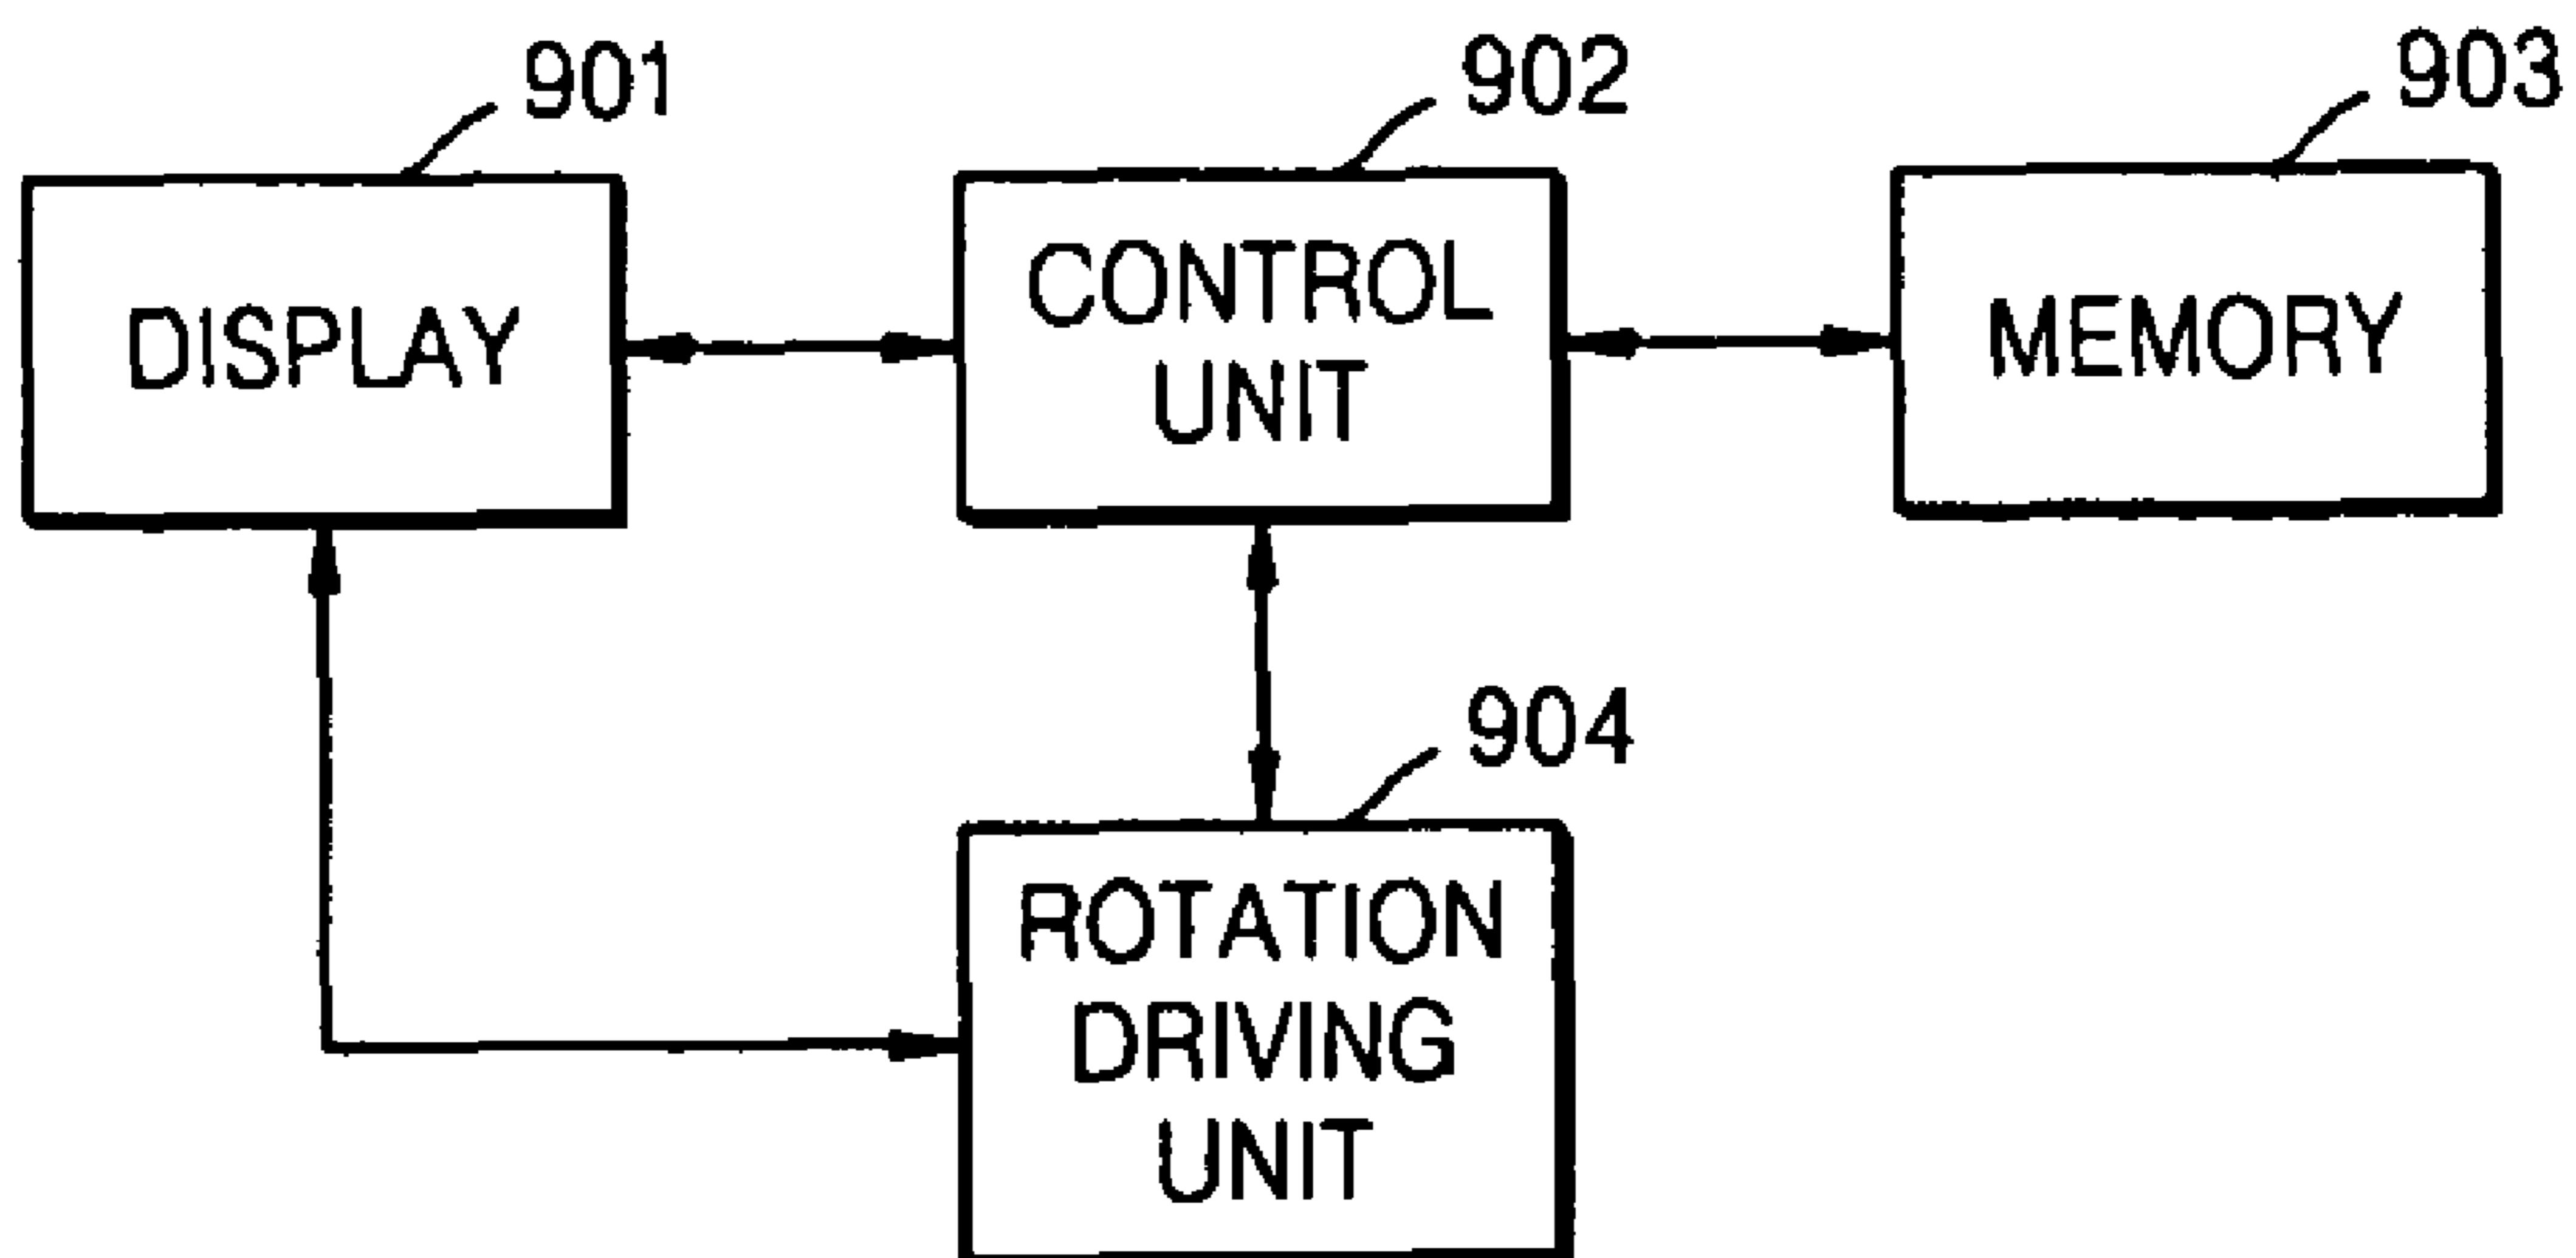 901
902
903
DISPLAY
CONTROL
UNIT
MEMORY
904
ROTATION
DRIVING
UNIT